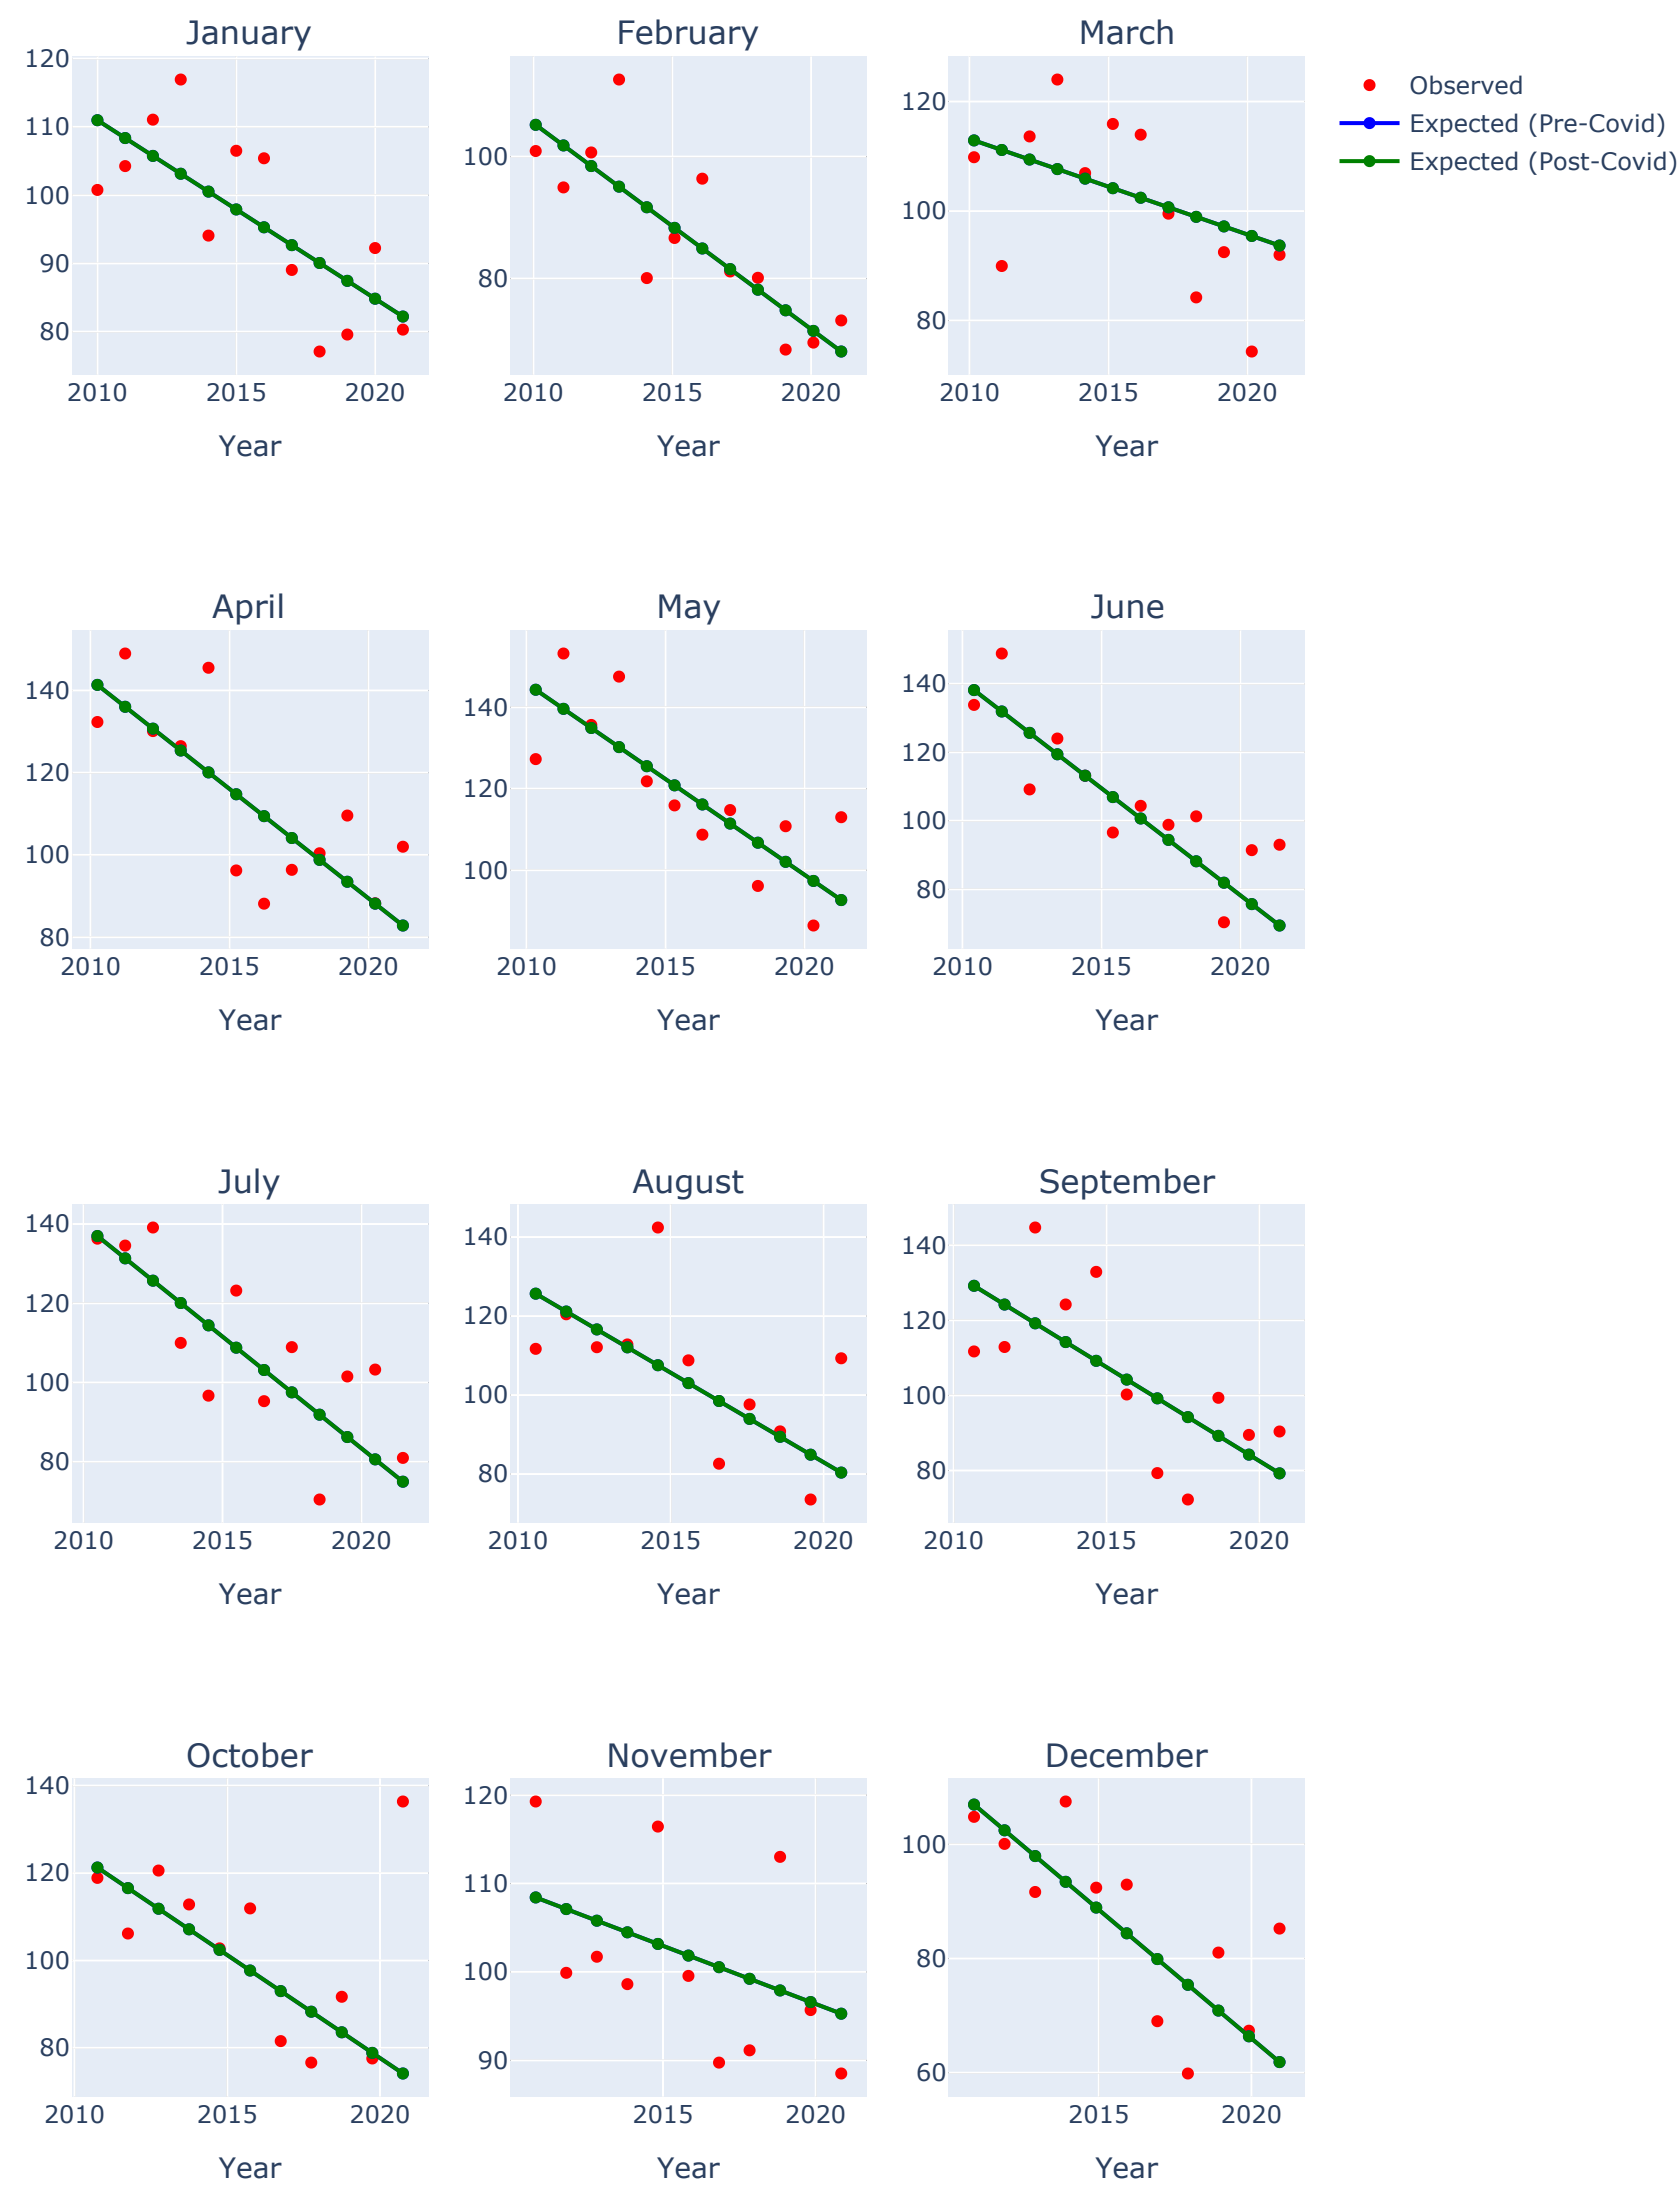 January
120
110
100
90
80
2010 2015 2020
Year
February
100
80
2010 2015 2020
Year
March
120
100
80
2010 2015 2020
Year
Observed
Expected (Pre-Covid)
Expected (Post-Covid)
April
140
120
100
80
2010 2015 2020
Year
May
140
120
100
2010 2015 2020
Year
June
140
120
100
80
2010 2015 2020
Year
July
140
120
100
80
2010 2015 2020
Year
August
140
120
100
80
2010 2015 2020
Year
September
140
120
100
80
2010 2015 2020
Year
October
140
120
100
80
2010 2015 2020
Year
November
120
110
100
90
2015 2020
Year
December
100
80
60
2015 2020
Year